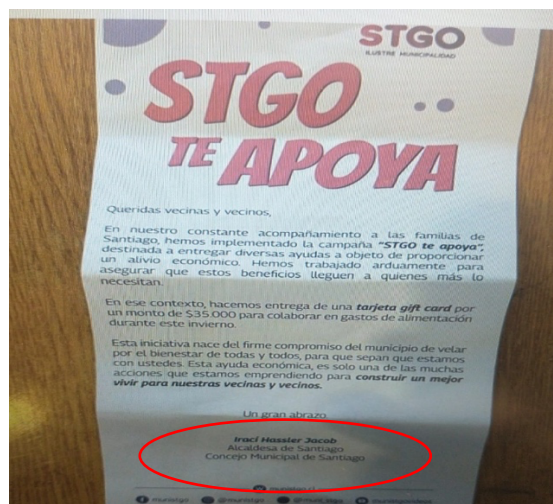 STGO
ILUSTRE MUNICIPALIDAD
STGO
TE APOYA
Queridas vecinas y vecinos,
En nuestro constante acompañamiento a las familias de
Santiago, hemos implementado la campaña "STGO te apoya",
destinada a entregar diversas ayudas a objeto de proporcionar
un alivio económico. Hemos trabajado arduamente para
asegurar que estos beneficios lleguen a quienes más lo
necesitan.
En ese contexto, hacemos entrega de una tarjeta gift card por
un monto de $35.000 para colaborar en gastos de alimentación
durante este invierno.
Esta iniciativa nace del firme compromiso del municipio de velar
por el bienestar de todas y todos, para que sepan que estamos
con ustedes. Esta ayuda económica, es solo una de las muchas
acciones que estamos emprendiendo para construir un mejor
vivir para nuestras vecinas y vecinos.
Un gran abrazo
Irací Hassler Jacob
Alcaldesa de Santiago
Concejo Municipal de Santiago